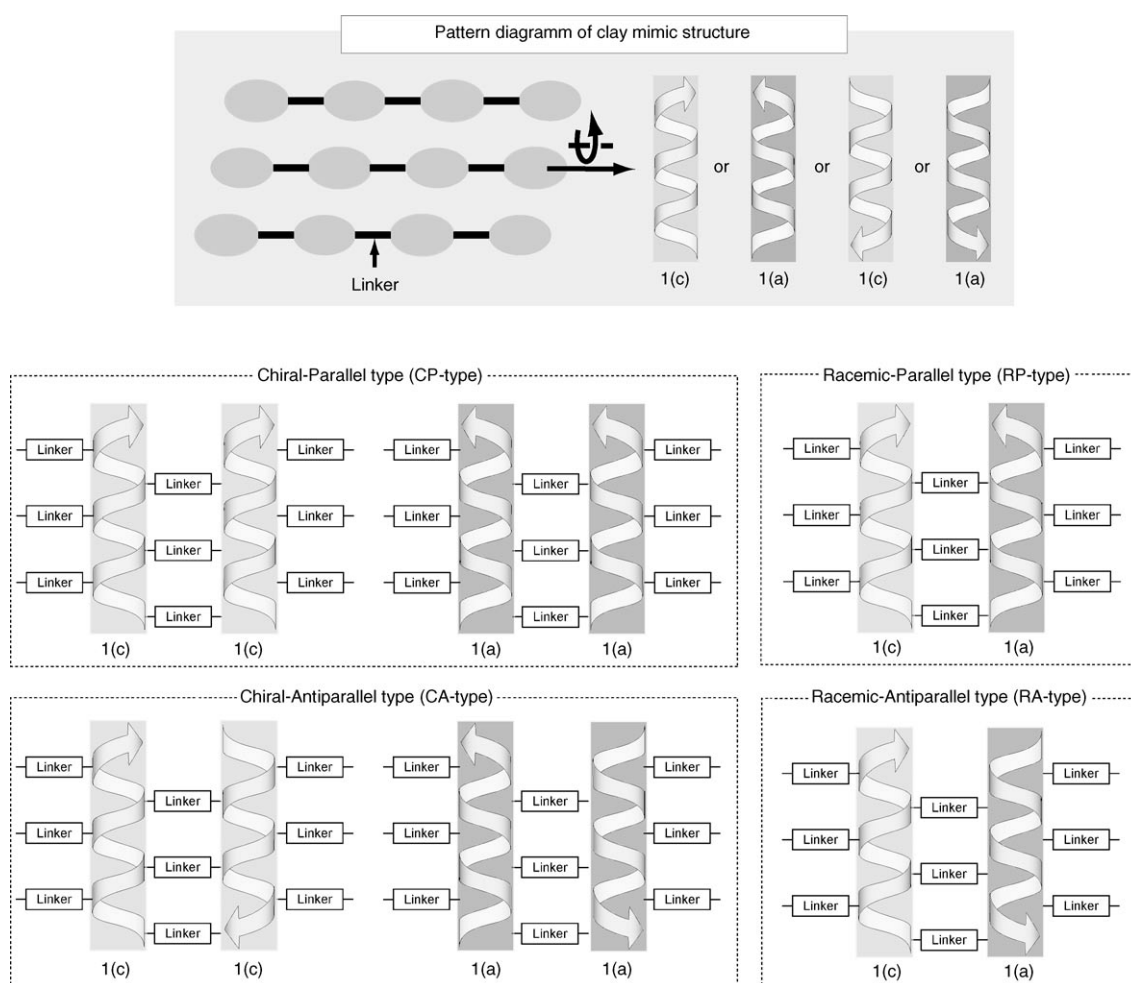 Pattern diagramm of clay mimic structure
or or or
Linker
1(c) 1(a) 1(c) 1(a)
Chiral-Parallel type (CP-type)
Linker Linker Linker Linker
Linker Linker
Linker Linker Linker Linker
Linker Linker
Linker Linker Linker Linker
Linker Linker
1(c) 1(c) 1(a) 1(a)
Racemic-Parallel type (RP-type)
Linker Linker
Linker
Linker Linker
Linker
Linker Linker
Linker
1(c) 1(a)
Chiral-Antiparallel type (CA-type)
Linker Linker Linker Linker
Linker Linker
Linker Linker Linker Linker
Linker Linker
Linker Linker Linker Linker
Linker Linker
1(c) 1(c) 1(a) 1(a)
Racemic-Antiparallel type (RA-type)
Linker Linker
Linker
Linker Linker
Linker
Linker Linker
Linker
1(c) 1(a)